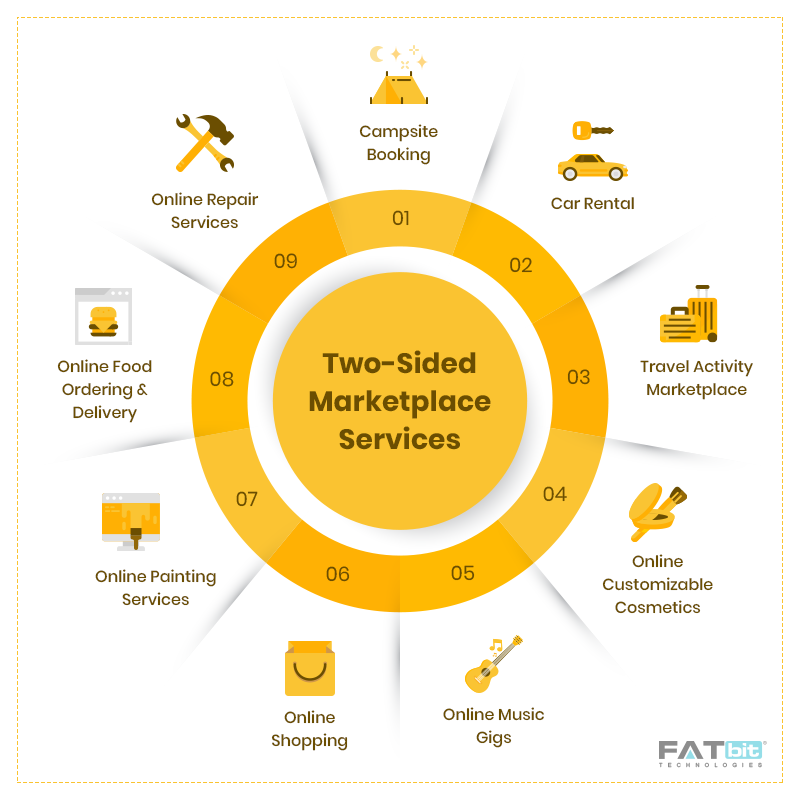 Two-Sided
Marketplace
Services
01
Campsite
Booking
02
Car Rental
03
Travel Activity
Marketplace
04
Online
Customizable
Cosmetics
05
Online Music
Gigs
06
Online
Shopping
07
Online Painting
Services
08
Online Food
Ordering &
Delivery
09
Online Repair
Services
FATbit®
TECHNOLOGIES